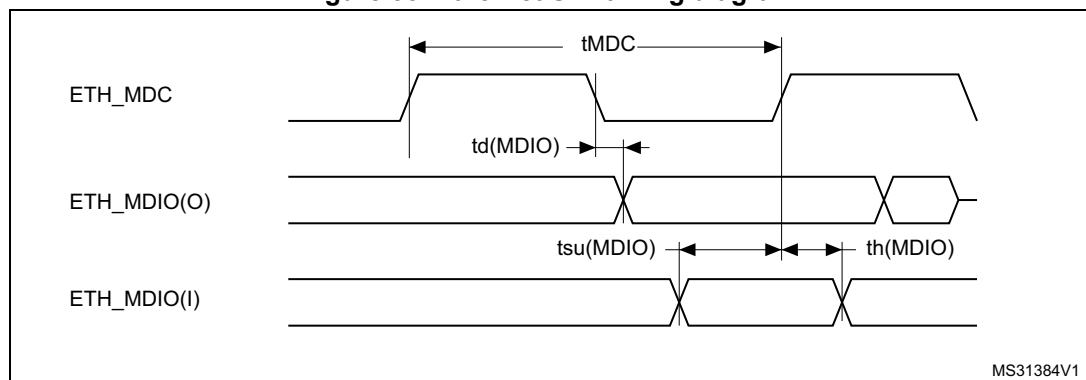 tMDC
ETH_MDC
td(MDIO)
ETH_MDIO(O)
tsu(MDIO)
th(MDIO)
ETH_MDIO(I)
MS31384V1